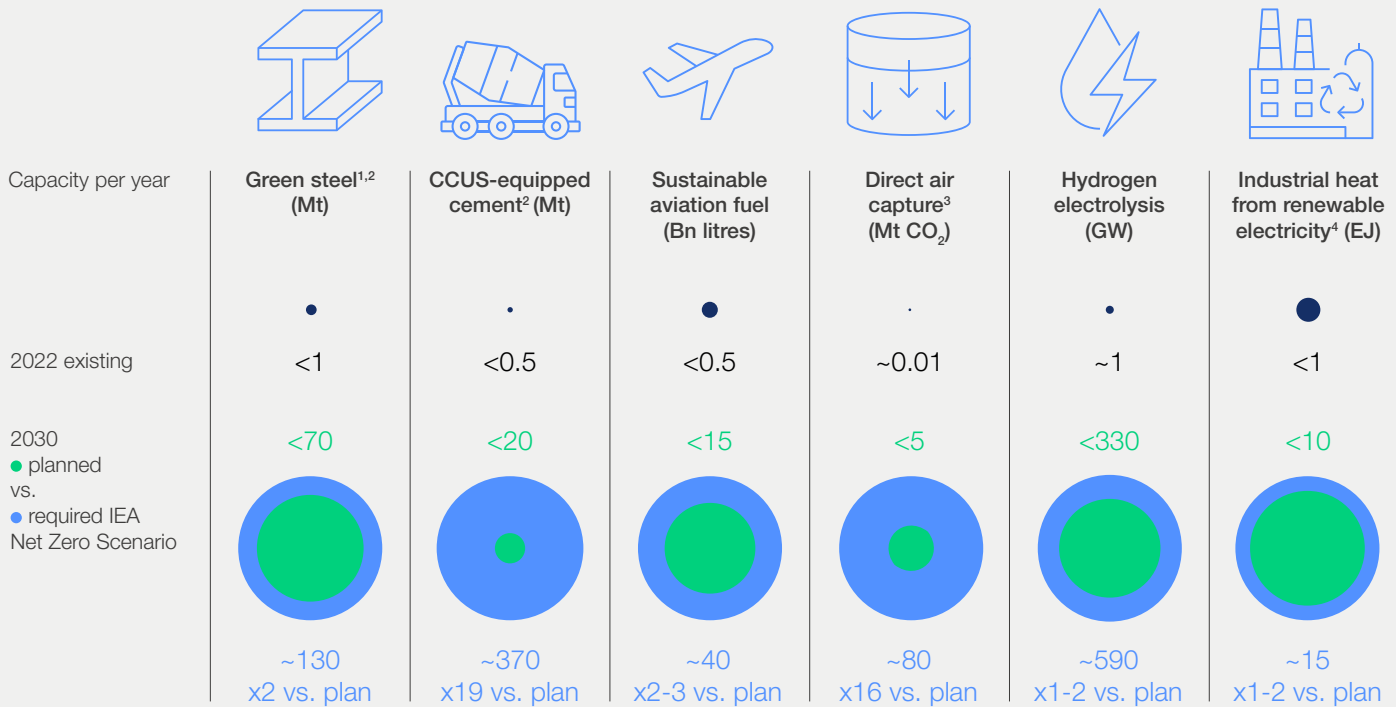 Capacity per year
Green steel¹,²
(Mt)
CCUS-equipped
cement² (Mt)
Sustainable
aviation fuel
(Bn litres)
Direct air
capture³
(Mt CO₂)
Hydrogen
electrolysis
(GW)
Industrial heat
from renewable
electricity⁴ (EJ)
2022 existing
<1
<0.5
<0.5
~0.01
~1
<1
2030
planned
vs.
required IEA
Net Zero Scenario
<70
<20
<15
<5
<330
<10
~130
x2 vs. plan
~370
x19 vs. plan
~40
x2-3 vs. plan
~80
x16 vs. plan
~590
x1-2 vs. plan
~15
x1-2 vs. plan